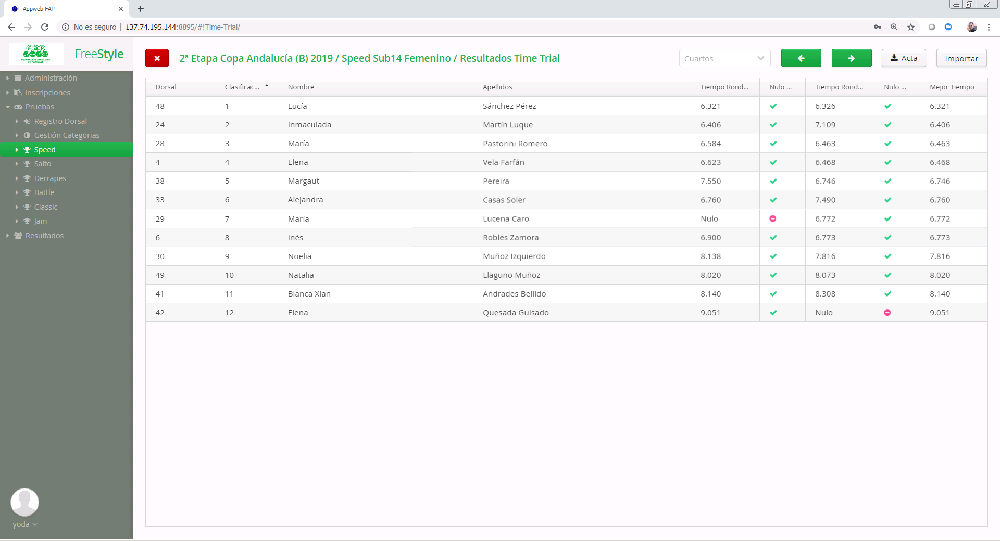 Appweb FAP
No es seguro 137.74.195.144:8895/#!Time-Trial/
FAP
FEDERACIÓN ANDALUZA
DE PATINAJE
FreeStyle
2ª Etapa Copa Andalucía (B) 2019 / Speed Sub14 Femenino / Resultados Time Trial
Cuartos
Acta
Importar
Administración
Inscripciones
Pruebas
Registro Dorsal
Gestión Categorias
Speed
Salto
Derrapes
Battle
Classic
Jam
Resultados
yoda
Dorsal Clasificac... Nombre Apellidos Tiempo Rond... Nulo ... Tiempo Rond... Nulo ... Mejor Tiempo
48 1 Lucía Sánchez Pérez 6.321 6.326 6.321
24 2 Inmaculada Martín Luque 6.406 7.109 6.406
28 3 María Pastorini Romero 6.584 6.463 6.463
4 4 Elena Vela Farfán 6.623 6.468 6.468
38 5 Margaut Pereira 7.550 6.746 6.746
33 6 Alejandra Casas Soler 6.760 7.490 6.760
29 7 María Lucena Caro Nulo 6.772 6.772
6 8 Inés Robles Zamora 6.900 6.773 6.773
30 9 Noelia Muñoz Izquierdo 8.138 7.816 7.816
49 10 Natalia Llaguno Muñoz 8.020 8.073 8.020
41 11 Blanca Xian Andrades Bellido 8.140 8.308 8.140
42 12 Elena Quesada Guisado 9.051 Nulo 9.051